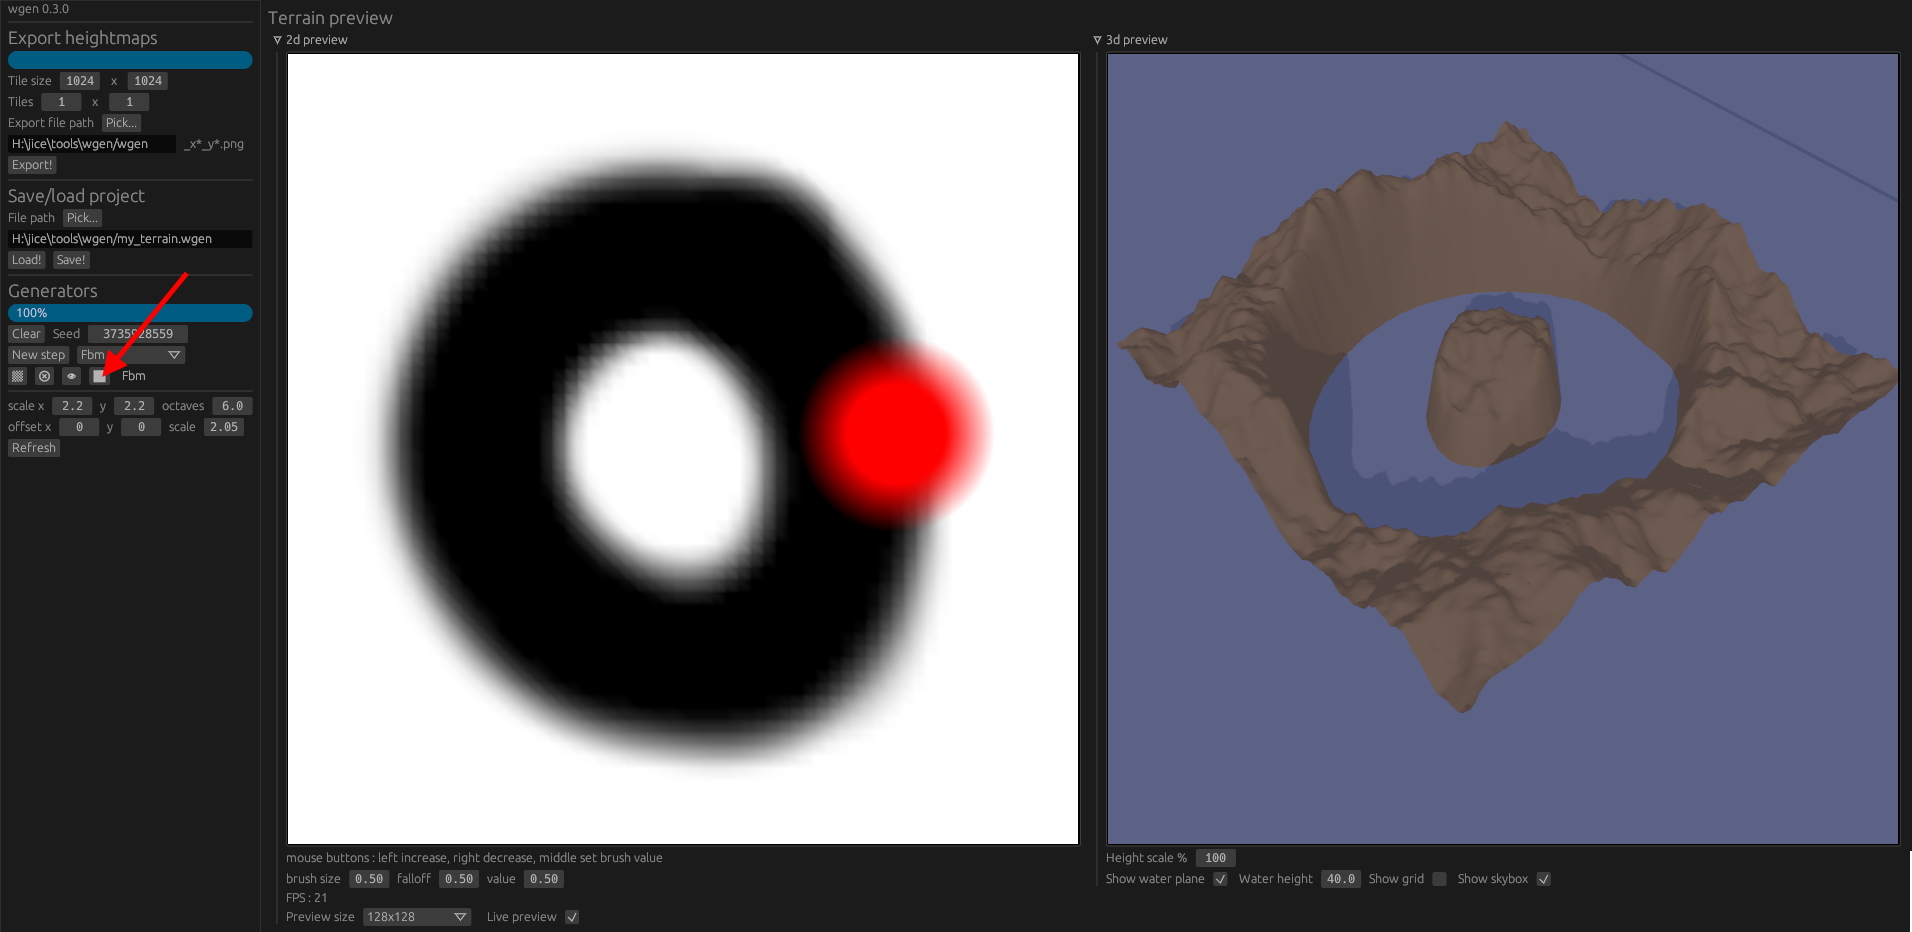 wgen 0.3.0
Export heightmaps
Tile size 1024 x 1024
Tiles 1 x 1
Export file path Pick...
H:\jice\tools\wgen/wgen _x*_y*.png
Export!
Save/load project
File path Pick...
H:\jice\tools\wgen/my_terrain.wgen
Load! Save!
Generators
100%
Clear Seed 3735928559
New step Fbm
Fbm
scale x 2.2 y 2.2 octaves 6.0
offset x 0 y 0 scale 2.05
Refresh
Terrain preview
2d preview
mouse buttons : left increase, right decrease, middle set brush value
brush size 0.50 falloff 0.50 value 0.50
FPS : 21
Preview size 128x128 Live preview
3d preview
Height scale % 100
Show water plane Water height 40.0 Show grid Show skybox